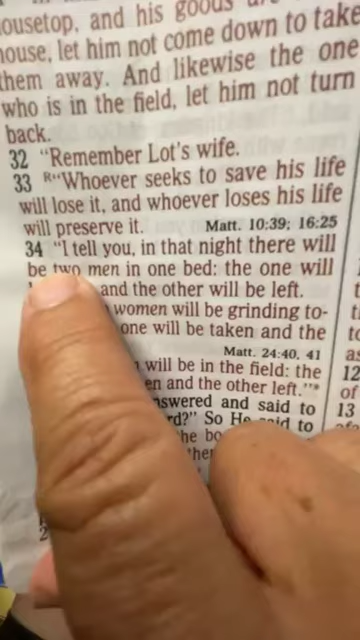 ousetop, and his goods
house, let him not come down to take
them away. And likewise the one
who is in the field, let him not turn
back.
32 "Remember Lot's wife.
33 R"Whoever seeks to save his life
will lose it, and whoever loses his life
will preserve it. Matt. 10:39; 16:25
34 "I tell you, in that night there will
be two men in one bed: the one will
and the other will be left.
women will be grinding to-
one will be taken and the
Matt. 24:40, 41
will be in the field: the
en and the other left."*
nswered and said to
rd?" So He said to
the bo
12
of
13